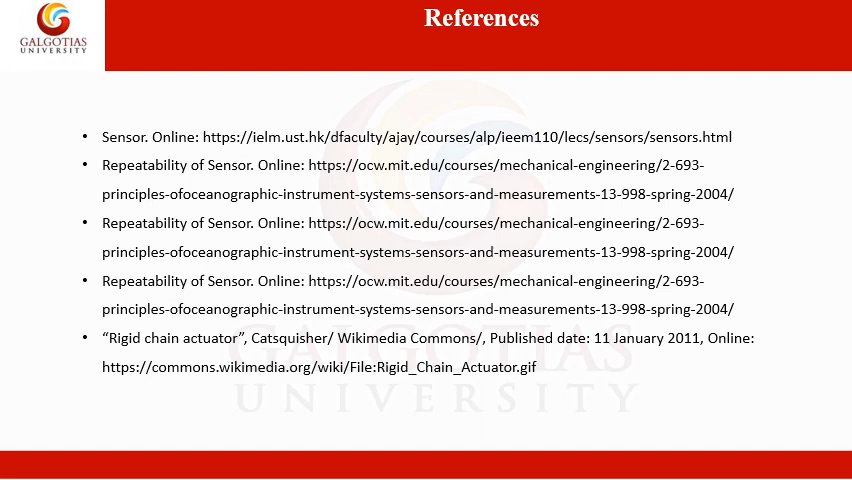 GALGOTIAS
UNIVERSITY
References
• Sensor. Online: https://ielm.ust.hk/dfaculty/ajay/courses/alp/ieem110/lecs/sensors/sensors.html
• Repeatability of Sensor. Online: https://ocw.mit.edu/courses/mechanical-engineering/2-693-
principles-ofoceanographic-instrument-systems-sensors-and-measurements-13-998-spring-2004/
• Repeatability of Sensor. Online: https://ocw.mit.edu/courses/mechanical-engineering/2-693-
principles-ofoceanographic-instrument-systems-sensors-and-measurements-13-998-spring-2004/
• Repeatability of Sensor. Online: https://ocw.mit.edu/courses/mechanical-engineering/2-693-
principles-ofoceanographic-instrument-systems-sensors-and-measurements-13-998-spring-2004/
• “Rigid chain actuator”, Catsquisher/ Wikimedia Commons/, Published date: 11 January 2011, Online:
https://commons.wikimedia.org/wiki/File:Rigid_Chain_Actuator.gif
GALGOTIAS
UNIVERSITY